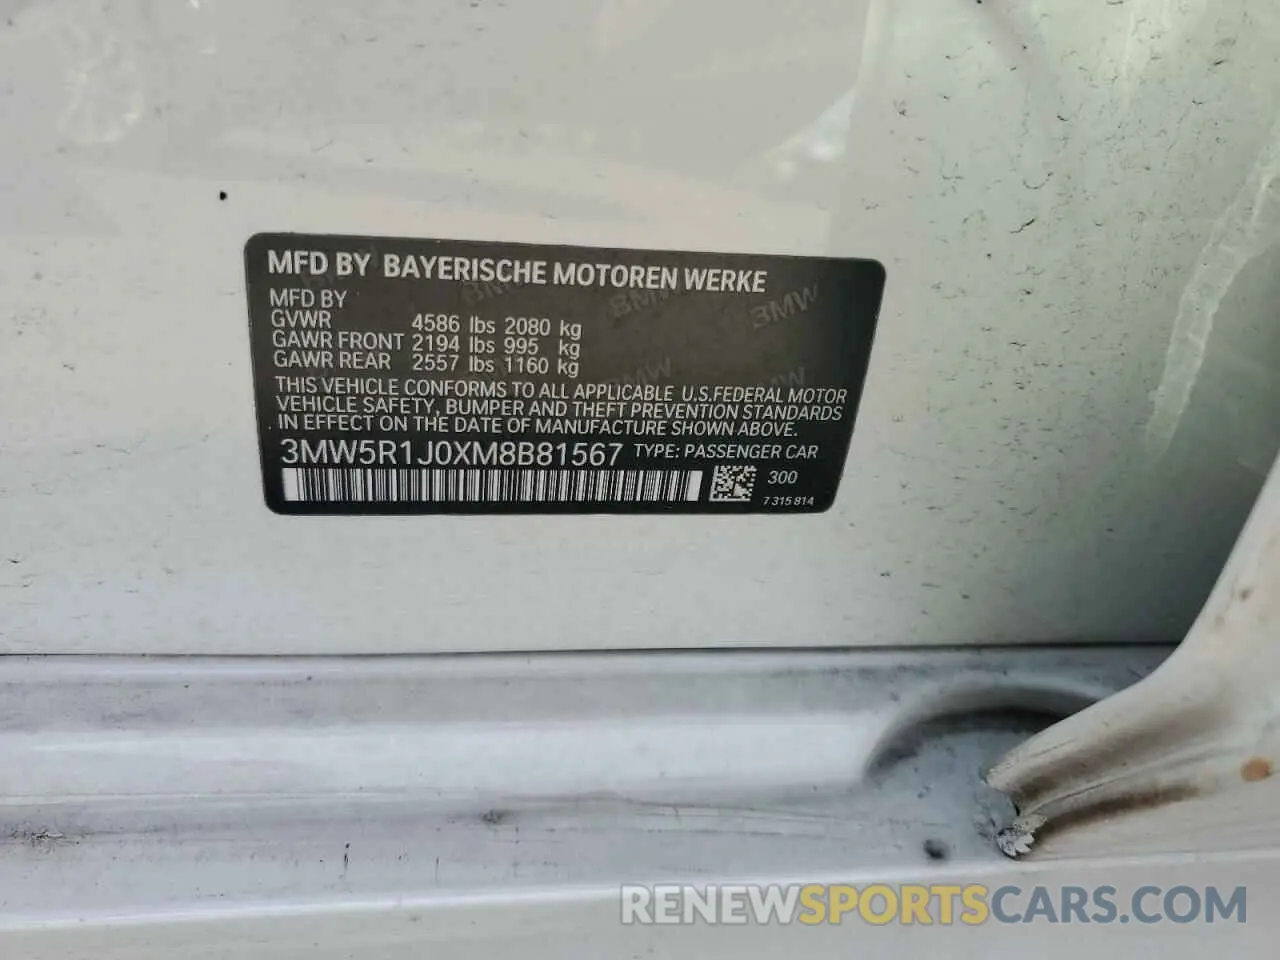 MFD BY BAYERISCHE MOTOREN WERKE
MFD BY
GVWR 4586 lbs 2080 kg
GAWR FRONT 2194 lbs 995 kg
GAWR REAR 2557 lbs 1160 kg
THIS VEHICLE CONFORMS TO ALL APPLICABLE U.S.FEDERAL MOTOR
VEHICLE SAFETY, BUMPER AND THEFT PREVENTION STANDARDS
IN EFFECT ON THE DATE OF MANUFACTURE SHOWN ABOVE.
3MW5R1J0XM8B81567 TYPE: PASSENGER CAR
300
7 315 814
RENEWSPORTSCARS.COM